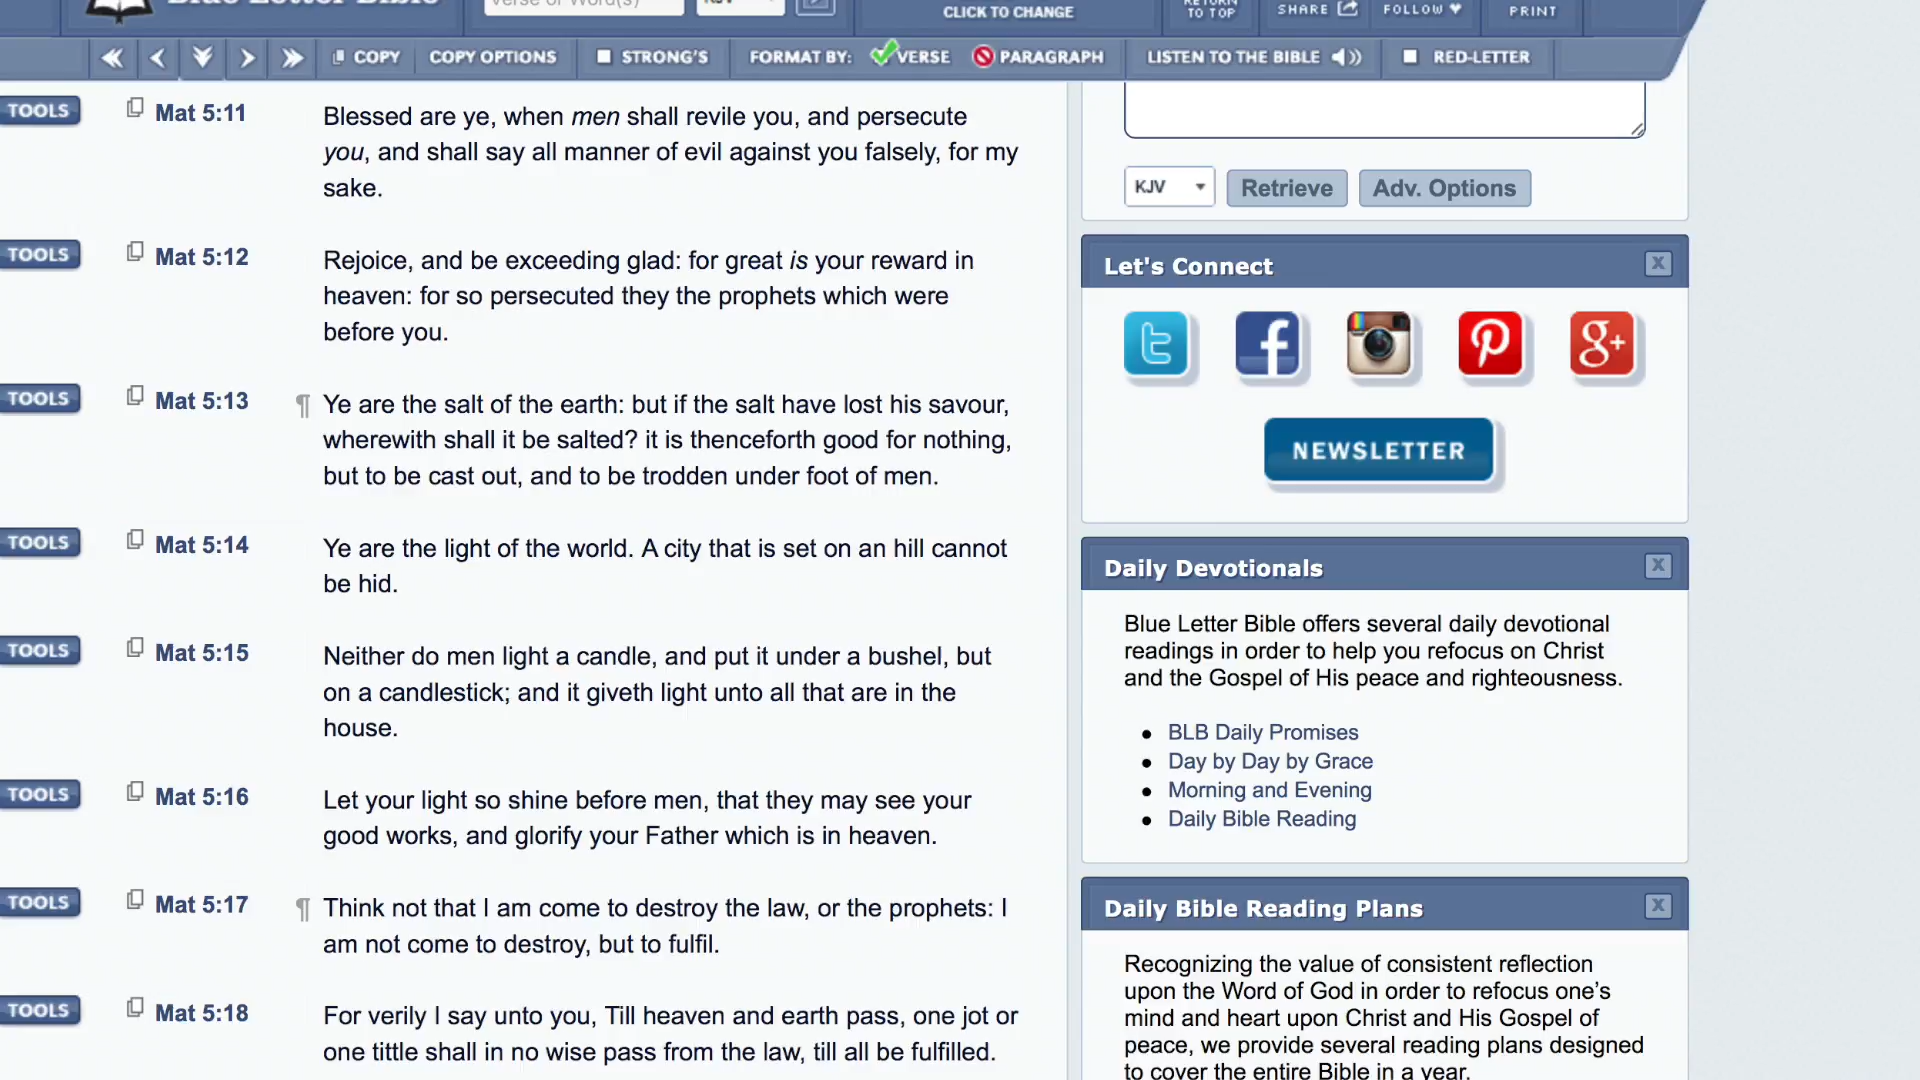 Blue Letter Bible
Verse or Word(s)
KJV
CLICK TO CHANGE
RETURN
TO TOP
SHARE
FOLLOW
PRINT
COPY
COPY OPTIONS
STRONG'S
FORMAT BY:
VERSE
PARAGRAPH
LISTEN TO THE BIBLE
RED-LETTER
TOOLS
Mat 5:11
Blessed are ye, when men shall revile you, and persecute
you, and shall say all manner of evil against you falsely, for my
sake.
TOOLS
Mat 5:12
Rejoice, and be exceeding glad: for great is your reward in
heaven: for so persecuted they the prophets which were
before you.
TOOLS
Mat 5:13
¶ Ye are the salt of the earth: but if the salt have lost his savour,
wherewith shall it be salted? it is thenceforth good for nothing,
but to be cast out, and to be trodden under foot of men.
TOOLS
Mat 5:14
Ye are the light of the world. A city that is set on an hill cannot
be hid.
TOOLS
Mat 5:15
Neither do men light a candle, and put it under a bushel, but
on a candlestick; and it giveth light unto all that are in the
house.
TOOLS
Mat 5:16
Let your light so shine before men, that they may see your
good works, and glorify your Father which is in heaven.
TOOLS
Mat 5:17
¶ Think not that I am come to destroy the law, or the prophets: I
am not come to destroy, but to fulfil.
TOOLS
Mat 5:18
For verily I say unto you, Till heaven and earth pass, one jot or
one tittle shall in no wise pass from the law, till all be fulfilled.
KJV
Retrieve
Adv. Options
Let's Connect
X
NEWSLETTER
Daily Devotionals
X
Blue Letter Bible offers several daily devotional
readings in order to help you refocus on Christ
and the Gospel of His peace and righteousness.
BLB Daily Promises
Day by Day by Grace
Morning and Evening
Daily Bible Reading
Daily Bible Reading Plans
X
Recognizing the value of consistent reflection
upon the Word of God in order to refocus one’s
mind and heart upon Christ and His Gospel of
peace, we provide several reading plans designed
to cover the entire Bible in a year.